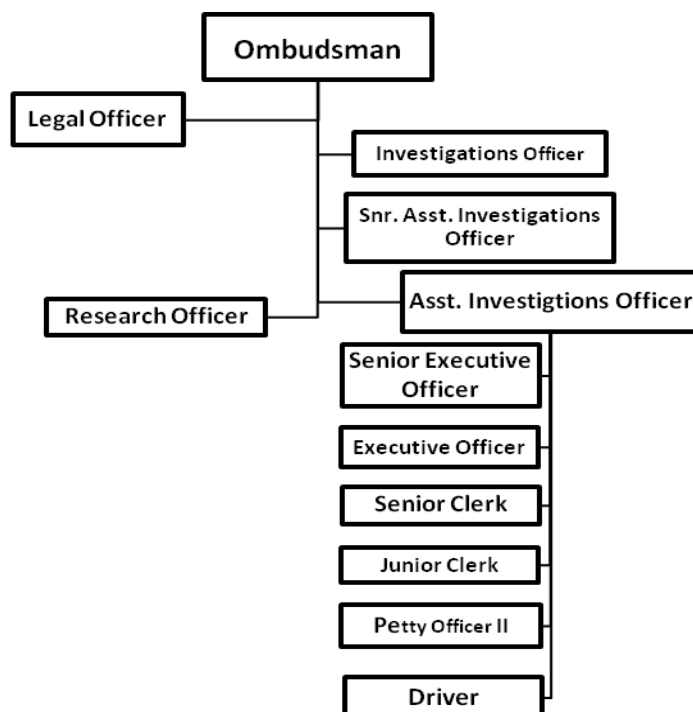 Ombudsman
Legal Officer
Investigations Officer
Snr. Asst. Investigations
Officer
Asst. Investigtions Officer
Research Officer
Senior Executive
Officer
Executive Officer
Senior Clerk
Junior Clerk
Petty Officer II
Driver